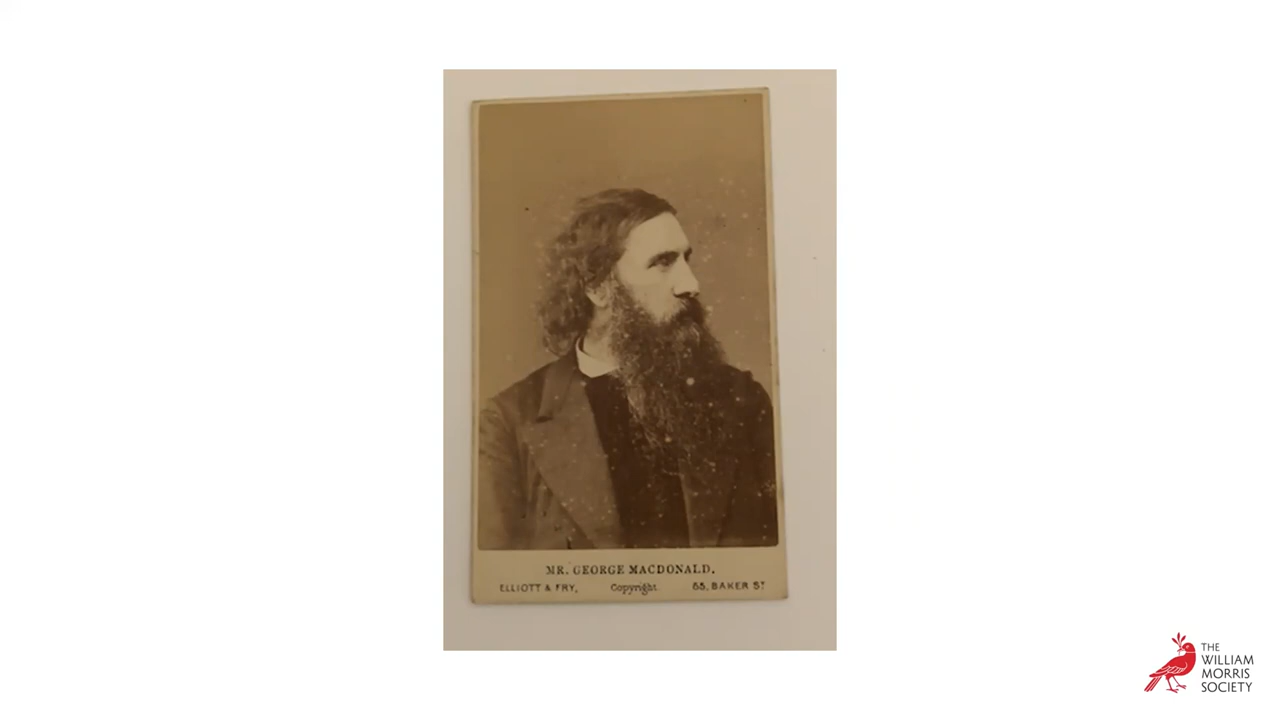 MR. GEORGE MACDONALD.
ELLIOTT & FRY, Copyright. 55, BAKER ST
THE
WILLIAM
MORRIS
SOCIETY